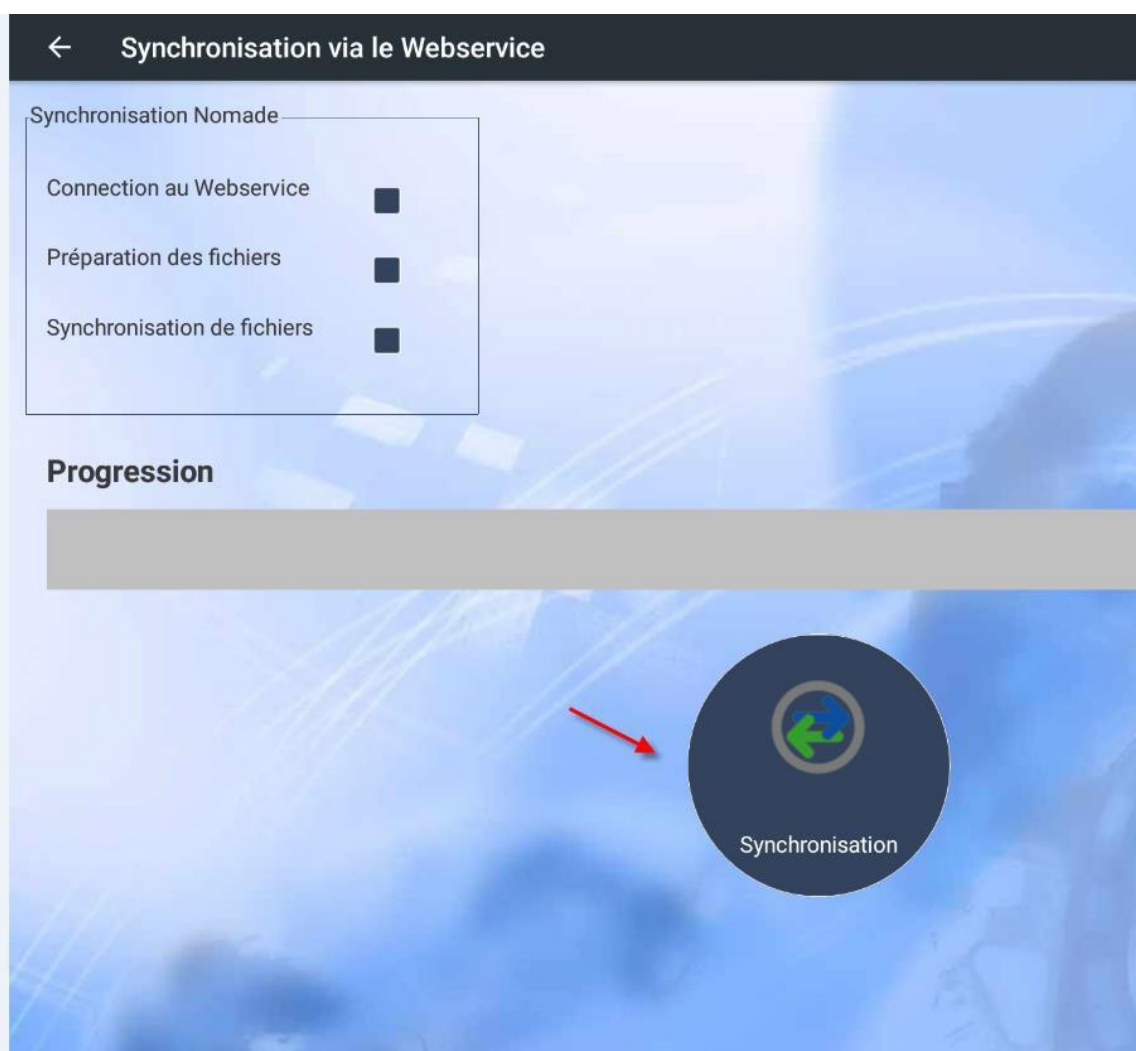 Synchronisation via le Webservice
Synchronisation Nomade
Connection au Webservice
Préparation des fichiers
Synchronisation de fichiers
Progression
Synchronisation